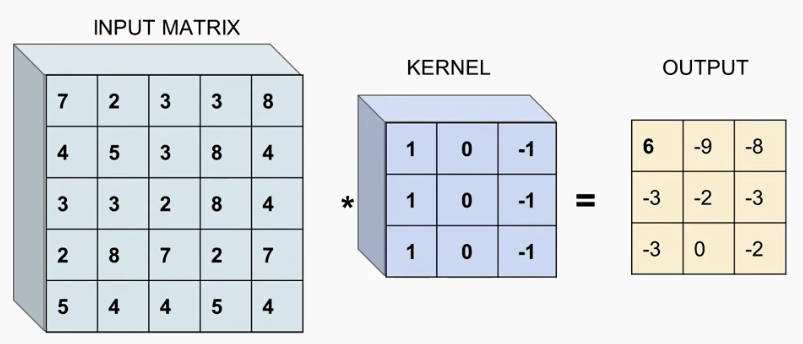 INPUT MATRIX
KERNEL
OUTPUT
7 2 3 3 8
4 5 3 8 4
3 3 2 8 4
2 8 7 2 7
5 4 4 5 4
*
1 0 -1
1 0 -1
1 0 -1
=
6 -9 -8
-3 -2 -3
-3 0 -2